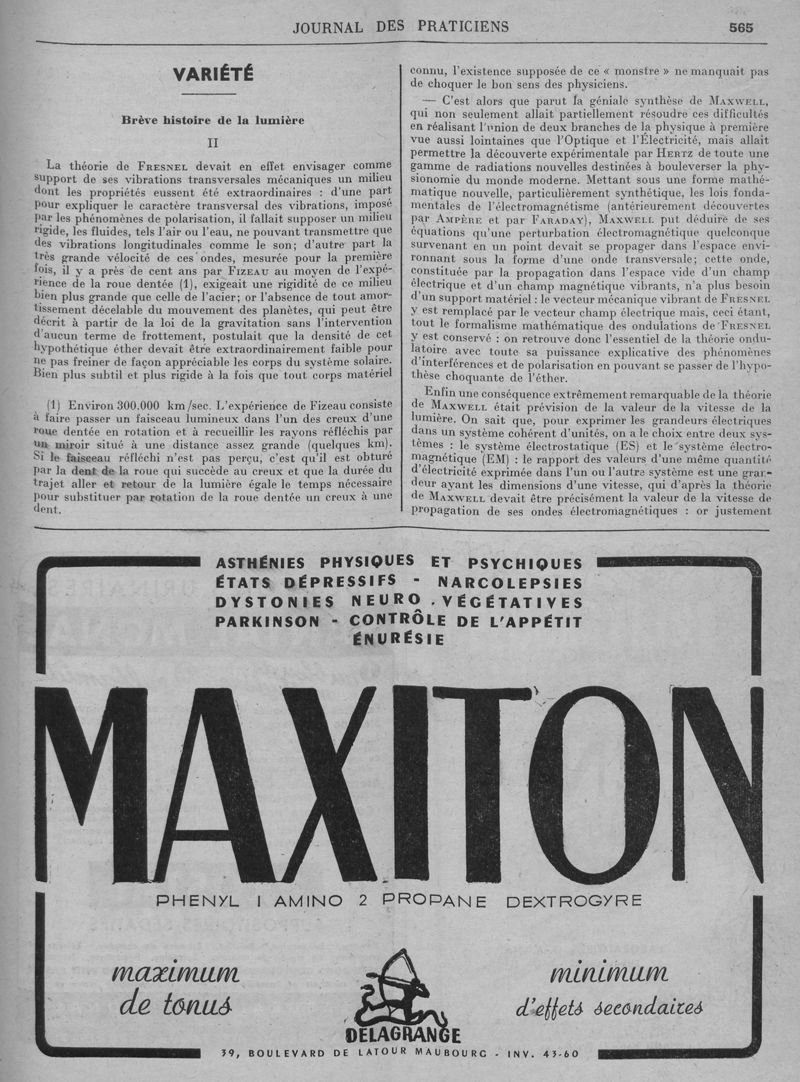 JOURNAL DES PRATICIENS
565
VARIÉTÉ
Brève histoire de la lumière
II
La théorie de FRESNEL devait en effet envisager comme
support de ses vibrations transversales mécaniques un milieu
dont les propriétés eussent été extraordinaires : d'une part
pour expliquer le caractère transversal des vibrations, imposé
par les phénomènes de polarisation, il fallait supposer un milieu
rigide, les fluides, tels l'air ou l'eau, ne pouvant transmettre que
des vibrations longitudinales comme le son; d'autre part la
très grande vélocité de ces ondes, mesurée pour la première
fois, il y a près de cent ans par FIZEAU au moyen de l'expé-
rience de la roue dentée (1), exigeait une rigidité de ce milieu
bien plus grande que celle de l'acier; or l'absence de tout amor-
tissement décelable du mouvement des planètes, qui peut être
décrit à partir de la loi de la gravitation sans l'intervention
d'aucun terme de frottement, postulait que la densité de cet
hypothétique éther devait être extraordinairement faible pour
ne pas freiner de façon appréciable les corps du système solaire.
Bien plus subtil et plus rigide à la fois que tout corps matériel
(1) Environ 300.000 km/sec. L'expérience de Fizeau consiste
à faire passer un faisceau lumineux dans l'un des creux d'une
roue dentée en rotation et à recueillir les rayons réfléchis par
un miroir situé à une distance assez grande (quelques km).
Si le faisceau réfléchi n'est pas perçu, c'est qu'il est obturé
par la dent de la roue qui succède au creux et que la durée du
trajet aller et retour de la lumière égale le temps nécessaire
pour substituer par rotation de la roue dentée un creux à une
dent.
connu, l'existence supposée de ce « monstre » ne manquait pas
de choquer le bon sens des physiciens.
— C'est alors que parut la géniale synthèse de MAXWELL,
qui non seulement allait partiellement résoudre ces difficultés
en réalisant l'union de deux branches de la physique à première
vue aussi lointaines que l'Optique et l'Électricité, mais allait
permettre la découverte expérimentale par HERTZ de toute une
gamme de radiations nouvelles destinées à bouleverser la phy-
sionomie du monde moderne. Mettant sous une forme mathé-
matique nouvelle, particulièrement synthétique, les lois fonda-
mentales de l'électromagnétisme (antérieurement découvertes
par AMPÈRE et par FARADAY), MAXWELL put déduire de ses
équations qu'une perturbation électromagnétique quelconque
survenant en un point devait se propager dans l'espace envi-
ronnant sous la forme d'une onde transversale; cette onde,
constituée par la propagation dans l'espace vide d'un champ
électrique et d'un champ magnétique vibrants, n'a plus besoin
d'un support matériel : le vecteur mécanique vibrant de FRESNEL
y est remplacé par le vecteur champ électrique mais, ceci étant,
tout le formalisme mathématique des ondulations de FRESNEL
y est conservé : on retrouve donc l'essentiel de la théorie ondu-
latoire avec toute sa puissance explicative des phénomènes
d'interférences et de polarisation en pouvant se passer de l'hypo-
thèse choquante de l'éther.
Enfin une conséquence extrêmement remarquable de la théorie
de MAXWELL était prévision de la valeur de la vitesse de la
lumière. On sait que, pour exprimer les grandeurs électriques
dans un système cohérent d'unités, on a le choix entre deux sys-
tèmes : le système électrostatique (ES) et le système électro-
magnétique (EM) : le rapport des valeurs d'une même quantité
d'électricité exprimée dans l'un ou l'autre système est une gran-
deur ayant les dimensions d'une vitesse, qui d'après la théorie
de MAXWELL devait être précisément la valeur de la vitesse de
propagation de ses ondes électromagnétiques : or justement
ASTHÉNIES PHYSIQUES ET PSYCHIQUES
ÉTATS DÉPRESSIFS - NARCOLEPSIES
DYSTONIES NEURO-VÉGÉTATIVES
PARKINSON - CONTRÔLE DE L'APPÉTIT
ÉNURÉSIE
MAXITON
PHENYL 1 AMINO 2 PROPANE DEXTROGYRE
maximum
de tonus
minimum
d'effets secondaires
DELAGRANGE
39, BOULEVARD DE LATOUR MAUBOURG - INV. 45-60